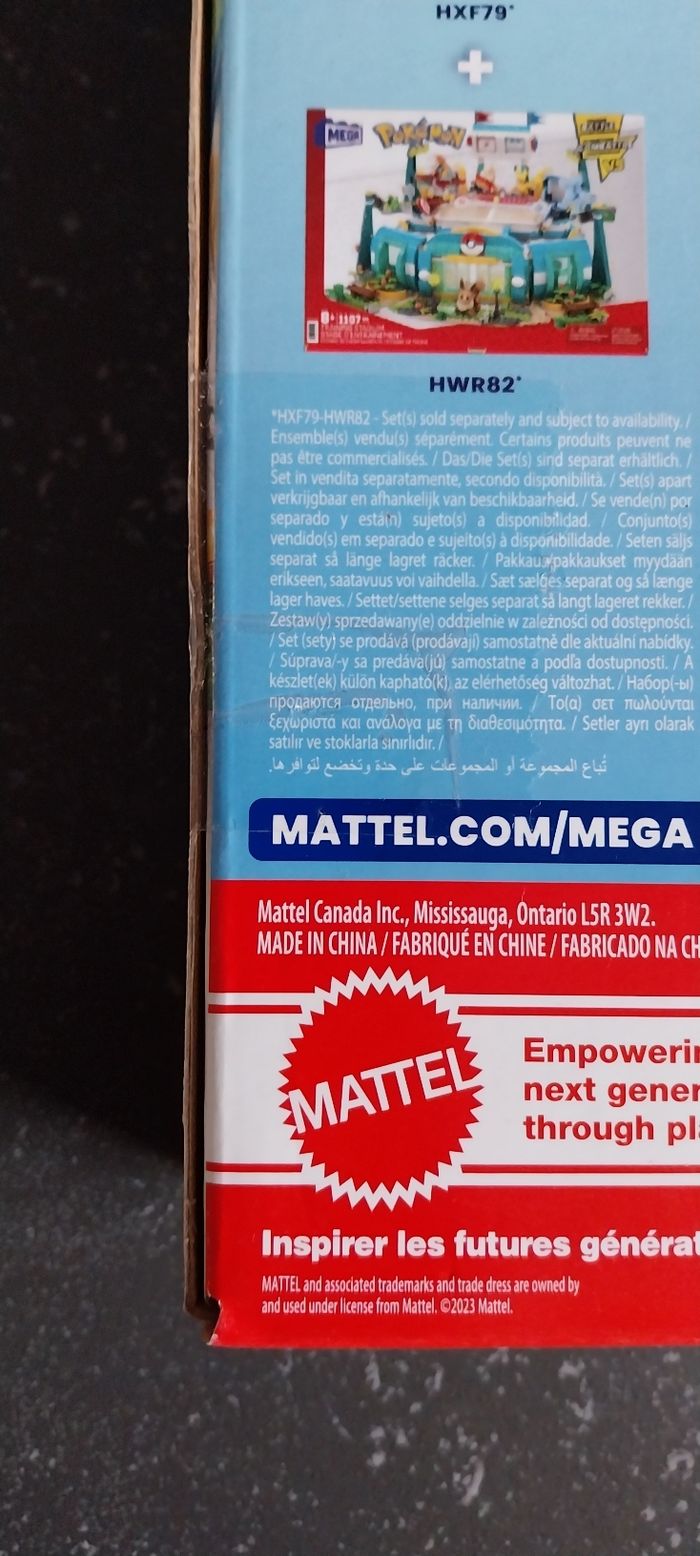 HXF79*
+
MEGA
POKÉMON
8+ 1107
HWR82*
*HXF79-HWR82 - Set(s) sold separately and subject to availability. /
Ensemble(s) vendu(s) séparément. Certains produits peuvent ne
pas être commercialisés. / Das/Die Set(s) sind separat erhältlich. /
Set in vendita separatamente, secondo disponibilità. / Set(s) apart
verkrijgbaar en afhankelijk van beschikbaarheid. / Se vende(n) por
separado y está(n) sujeto(s) a disponibilidad. / Conjunto(s)
vendido(s) em separado e sujeito(s) à disponibilidade. / Seten säljs
separat så länge lagret räcker. / Pakkaus/pakkaukset myydään
erikseen, saatavuus voi vaihdella. / Sæt sælges separat og så længe
lager haves. / Settet/settene selges separat så langt lageret rekker. /
Zestaw(y) sprzedawany(e) oddzielnie w zależności od dostępności.
/ Set (sety) se prodává (prodávají) samostatně dle aktuální nabídky.
/ Súprava/-y sa predáva(jú) samostatne a podľa dostupnosti. / A
készlet(ek) külön kapható(k), az elérhetőség változhat. / Набор(-ы)
продаются отдельно, при наличии. / Το(α) σετ πωλούνται
ξεχωριστά και ανάλογα με τη διαθεσιμότητα. / Setler ayrı olarak
satılır ve stoklarla sınırlıdır. /
تُباع المجموعة أو المجموعات على حدة وتخضع لتوافرها.
MATTEL.COM/MEGA
Mattel Canada Inc., Mississauga, Ontario L5R 3W2.
MADE IN CHINA / FABRIQUÉ EN CHINE / FABRICADO NA CH
MATTEL
Empowerin
next gener
through pla
Inspirer les futures générat
MATTEL and associated trademarks and trade dress are owned by
and used under license from Mattel. ©2023 Mattel.